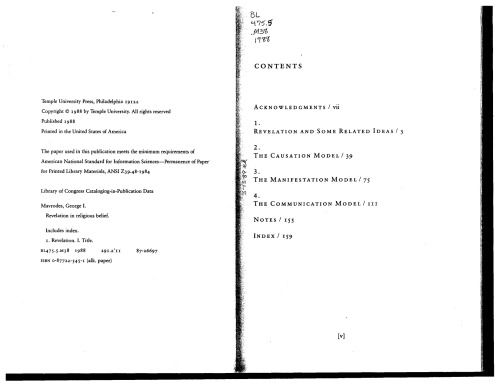 Temple University Press, Philadelphia 19122
Copyright © 1988 by Temple University. All rights reserved
Published 1988
Printed in the United States of America
The paper used in this publication meets the minimum requirements of
American National Standard for Information Sciences—Permanence of Paper
for Printed Library Materials, ANSI Z39.48-1984
Library of Congress Cataloging-in-Publication Data
Mavrodes, George I.
Revelation in religious belief.
Includes index.
1. Revelation. I. Title.
BL475.5.M38 1988 291.2'11 87-26697
ISBN 0-87722-545-1 (alk. paper)
BL
475.5
.M38
1988
CONTENTS
ACKNOWLEDGMENTS / vii
1.
REVELATION AND SOME RELATED IDEAS / 3
2.
THE CAUSATION MODEL / 39
3.
THE MANIFESTATION MODEL / 75
4.
THE COMMUNICATION MODEL / 111
NOTES / 155
INDEX / 159
[v]